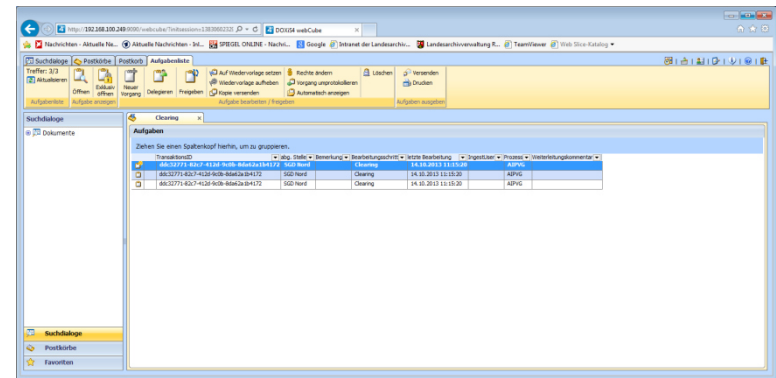 http://192.168.100.249:9090/webcube/?initsession=1383068232 DOXiS4 webCube
Nachrichten - Aktuelle Ne... Aktuelle Nachrichten - Inl... SPIEGEL ONLINE - Nachri... Google Intranet der Landesarchiv... Landesarchivverwaltung R... TeamViewer Web Slice-Katalog
Suchdialoge Postkörbe Postkorb Aufgabenliste
Treffer: 3/3
Aktualisieren
Öffnen Exklusiv öffnen Neuer Vorgang Delegieren Freigeben
Auf Wiedervorlage setzen Rechte ändern Löschen Versenden
Wiedervorlage aufheben Vorgang unprotokollieren Drucken
Kopie versenden Automatisch anzeigen
Aufgabenliste Aufgabe anzeigen Aufgabe bearbeiten / freigeben Aufgaben ausgeben
Suchdialoge Clearing x
Dokumente
Aufgaben
Ziehen Sie einen Spaltenkopf hierhin, um zu gruppieren.
TransaktionsID abg. Stelle Bemerkung Bearbeitungsschritt letzte Bearbeitung IngestUser Prozess Weiterleitungskommentar
ddc32771-82c7-412d-9c0b-8da62a1b4172 SGD Nord Clearing 14.10.2013 11:15:20 AIPVG
ddc32771-82c7-412d-9c0b-8da62a1b4172 SGD Nord Clearing 14.10.2013 11:15:20 AIPVG
ddc32771-82c7-412d-9c0b-8da62a1b4172 SGD Nord Clearing 14.10.2013 11:15:20 AIPVG
Suchdialoge
Postkörbe
Favoriten